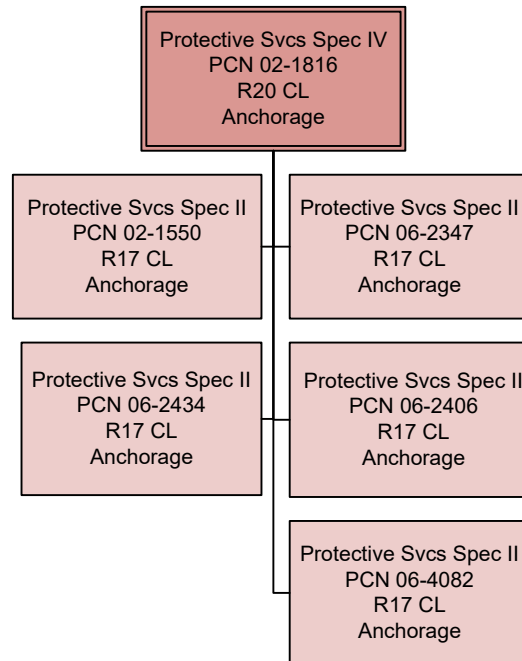 Protective Svcs Spec IV
PCN 02-1816
R20 CL
Anchorage
Protective Svcs Spec II
PCN 02-1550
R17 CL
Anchorage
Protective Svcs Spec II
PCN 06-2347
R17 CL
Anchorage
Protective Svcs Spec II
PCN 06-2434
R17 CL
Anchorage
Protective Svcs Spec II
PCN 06-2406
R17 CL
Anchorage
Protective Svcs Spec II
PCN 06-4082
R17 CL
Anchorage